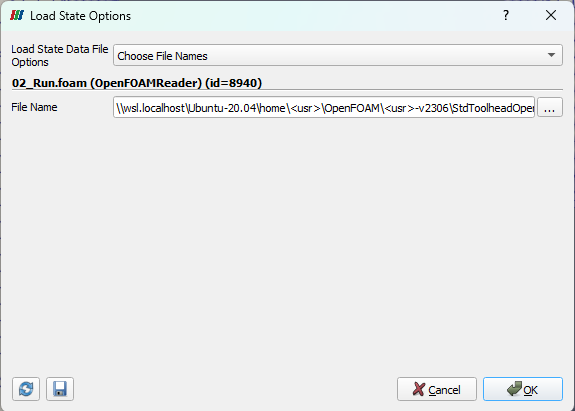 Load State Options
?
Load State Data File Options
Choose File Names
02_Run.foam (OpenFOAMReader) (id=8940)
File Name
\\wsl.localhost\Ubuntu-20.04\home\<usr>\OpenFOAM\<usr>-v2306\StdToolheadOper
...
Cancel
OK